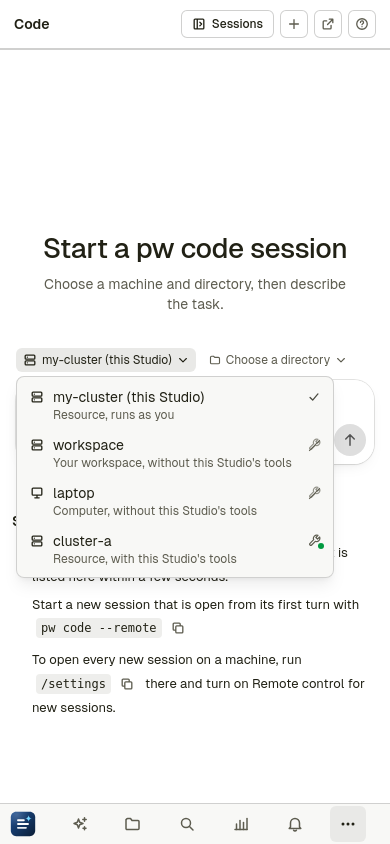 Code
Sessions
Start a pw code session
Choose a machine and directory, then describe
the task.
my-cluster (this Studio)
Choose a directory
my-cluster (this Studio)
Resource, runs as you
workspace
Your workspace, without this Studio's tools
laptop
Computer, without this Studio's tools
cluster-a
Resource, with this Studio's tools
is
listed here within a few seconds.
Start a new session that is open from its first turn with
pw code --remote
To open every new session on a machine, run
/settings there and turn on Remote control for
new sessions.